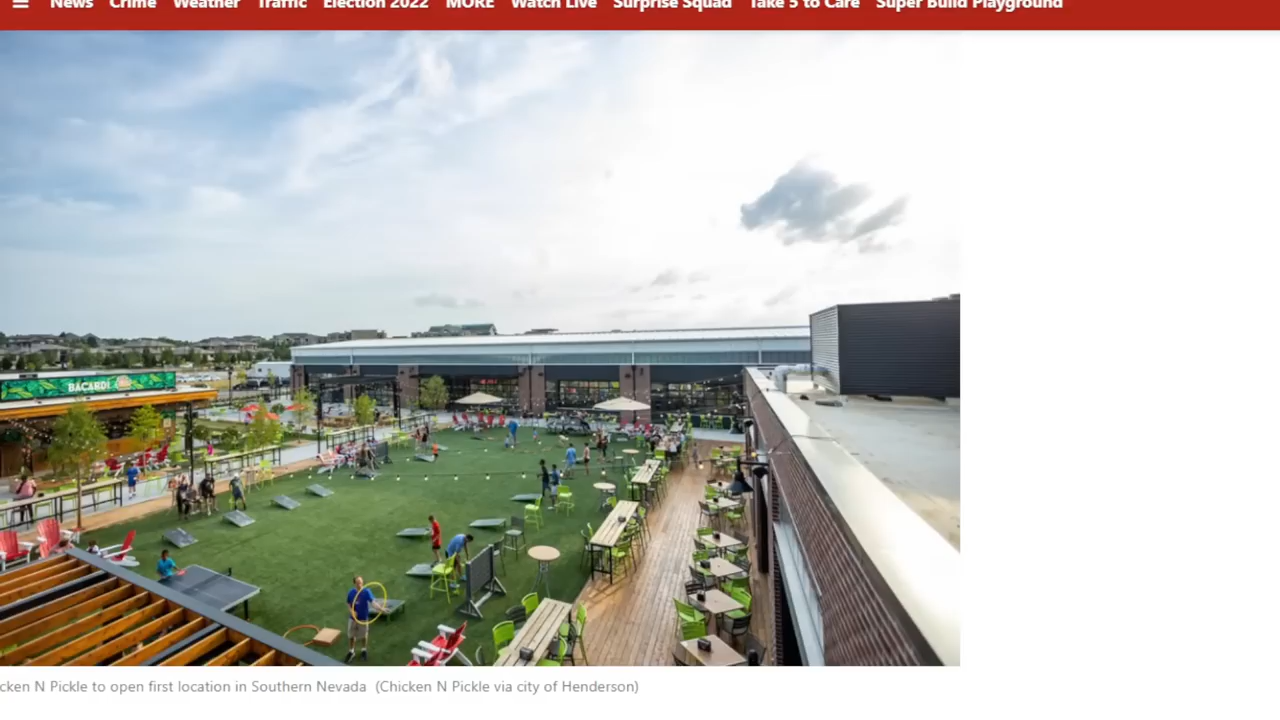 News Crime Weather Traffic Election 2022 MORE Watch Live Surprise Squad Take 5 to Care Super Build Playground
BACARDÍ
cken N Pickle to open first location in Southern Nevada (Chicken N Pickle via city of Henderson)